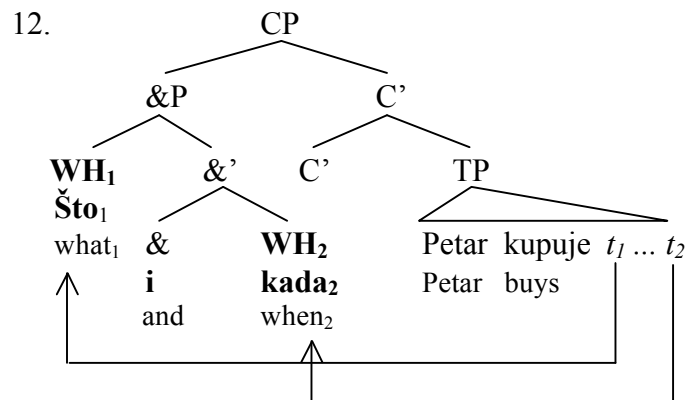 12. CP
&P C’
WH₁ &’ C’ TP
Što₁
what₁ & WH₂ Petar kupuje t₁ ... t₂
i kada₂ Petar buys
and when₂